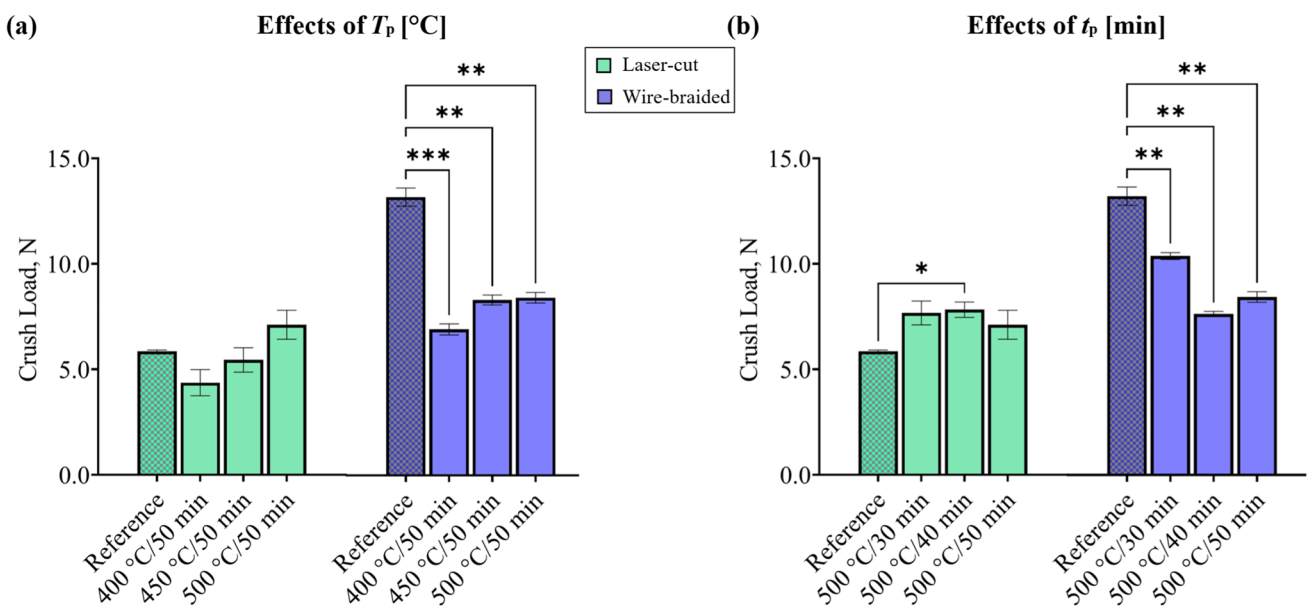 (a)
Effects of Tp [°C]
Laser-cut
Wire-braided
**
**
***
15.0
10.0
5.0
0.0
Crush Load, N
Reference
400 °C/50 min
450 °C/50 min
500 °C/50 min
Reference
400 °C/50 min
450 °C/50 min
500 °C/50 min
(b)
Effects of tp [min]
**
**
**
*
15.0
10.0
5.0
0.0
Crush Load, N
Reference
500 °C/30 min
500 °C/40 min
500 °C/50 min
Reference
500 °C/30 min
500 °C/40 min
500 °C/50 min